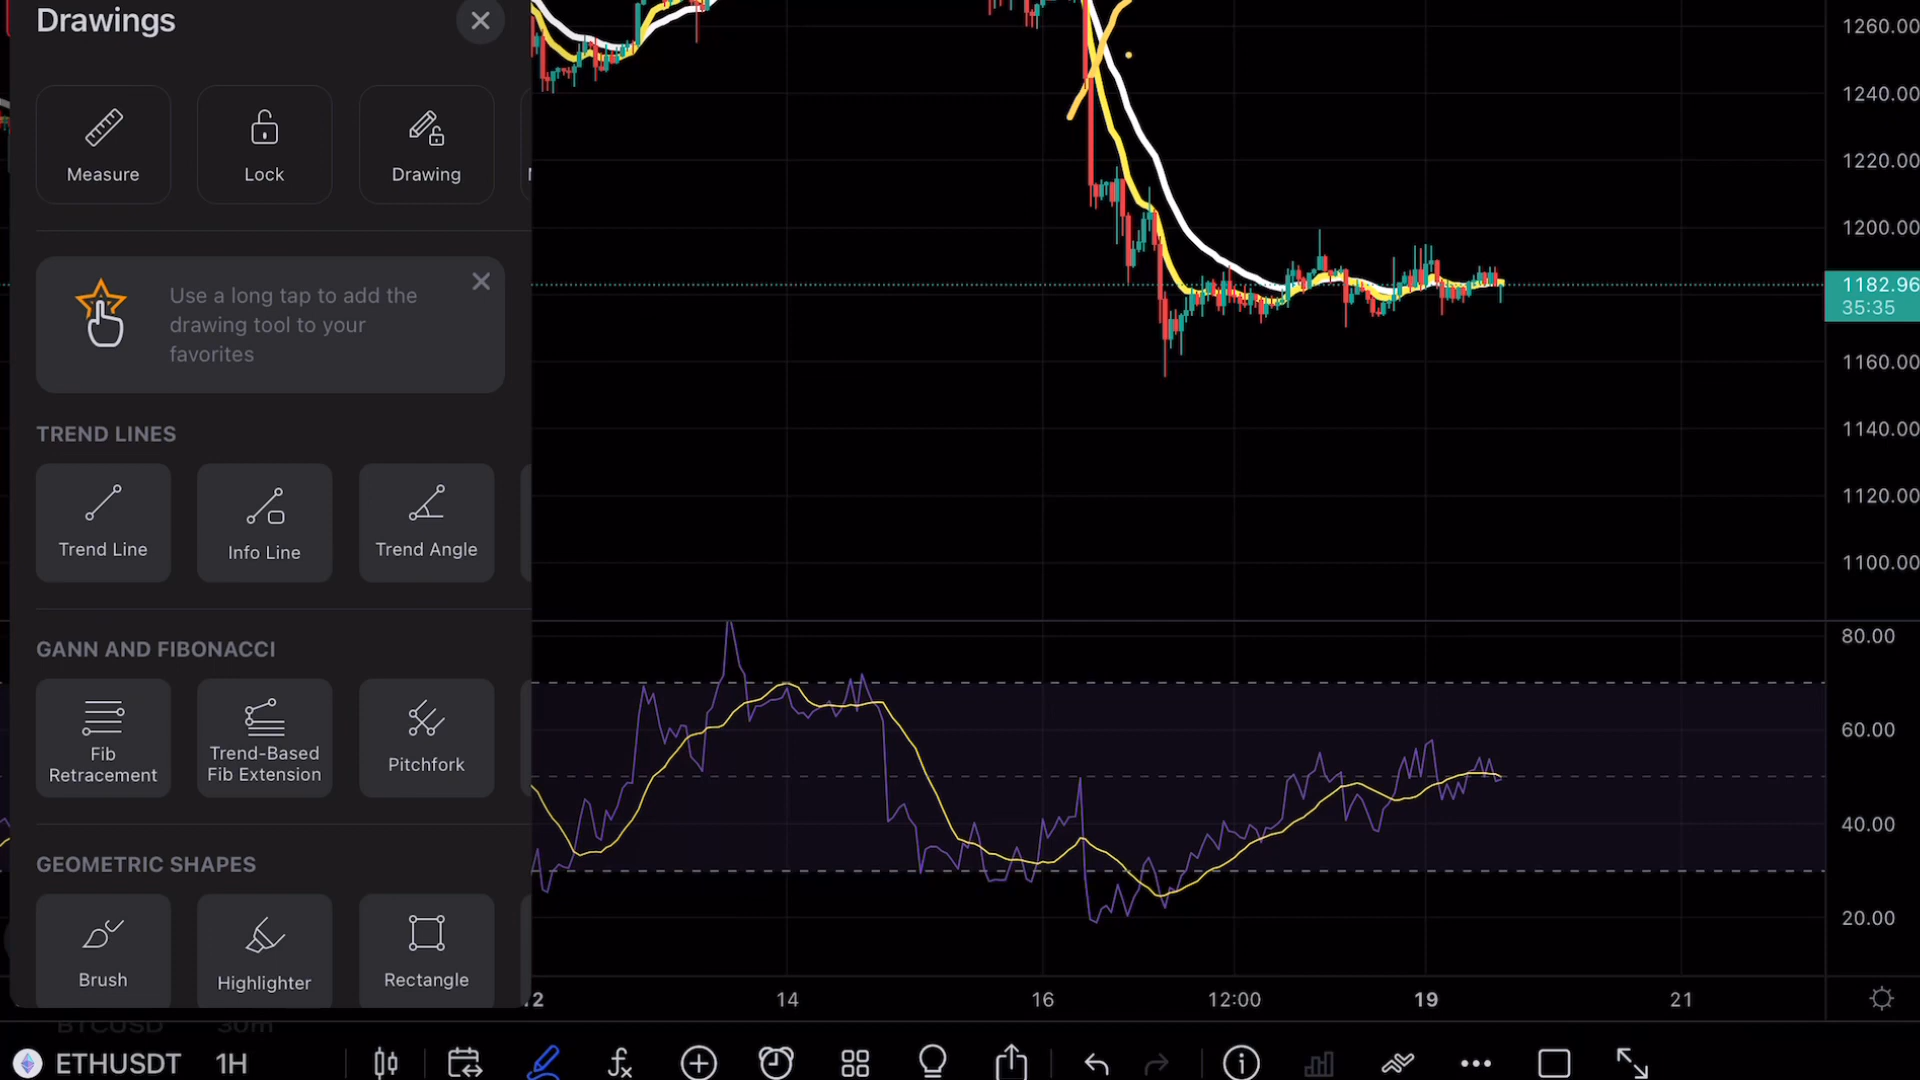 Drawings
Measure
Lock
Drawing
Use a long tap to add the
drawing tool to your
favorites
TREND LINES
Trend Line
Info Line
Trend Angle
GANN AND FIBONACCI
Fib
Retracement
Trend-Based
Fib Extension
Pitchfork
GEOMETRIC SHAPES
Brush
Highlighter
Rectangle
1260.00
1240.00
1220.00
1200.00
1182.96
35:35
1160.00
1140.00
1120.00
1100.00
80.00
60.00
40.00
20.00
14
16
12:00
19
21
BTCUSD 30m
ETHUSDT 1H